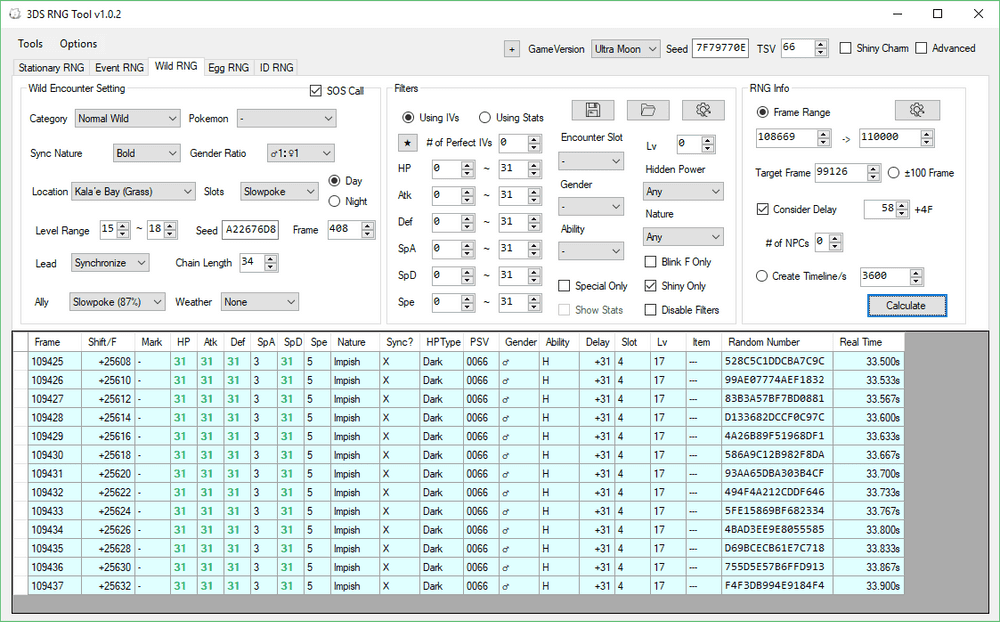 3DS RNG Tool v1.0.2
Tools Options
+ GameVersion Ultra Moon Seed 7F79770E TSV 66 Shiny Charm Advanced
Stationary RNG Event RNG Wild RNG Egg RNG ID RNG
Wild Encounter Setting
SOS Call
Category Normal Wild Pokemon -
Sync Nature Bold Gender Ratio ♂1:♀1
Location Kala'e Bay (Grass) Slots Slowpoke Day
Night
Level Range 15 ~ 18 Seed A22676D8 Frame 408
Lead Synchronize Chain Length 34
Ally Slowpoke (87%) Weather None
Filters
Using IVs Using Stats
★ # of Perfect IVs 0
HP 0 ~ 31
Atk 0 ~ 31
Def 0 ~ 31
SpA 0 ~ 31
SpD 0 ~ 31
Spe 0 ~ 31
Encounter Slot
-
Gender
-
Ability
-
Special Only
Show Stats
Lv 0
Hidden Power
Any
Nature
Any
Blink F Only
Shiny Only
Disable Filters
RNG Info
Frame Range
108669 -> 110000
Target Frame 99126 ±100 Frame
Consider Delay 58 +4F
# of NPCs 0
Create Timeline/s 3600
Calculate
Frame Shift/F Mark HP Atk Def SpA SpD Spe Nature Sync? HPType PSV Gender Ability Delay Slot Lv Item Random Number Real Time
109425 +25608 - 31 31 31 3 31 5 Impish X Dark 0066 ♂ H +31 4 17 --- 528C5C1DDCBA7C9C 33.500s
109426 +25610 - 31 31 31 3 31 5 Impish X Dark 0066 ♂ H +31 4 17 --- 99AE07774AEF1832 33.533s
109427 +25612 - 31 31 31 3 31 5 Impish X Dark 0066 ♂ H +31 4 17 --- 83B3A57BF7BD0881 33.567s
109428 +25614 - 31 31 31 3 31 5 Impish X Dark 0066 ♂ H +31 4 17 --- D133682DCCF0C97C 33.600s
109429 +25616 - 31 31 31 3 31 5 Impish X Dark 0066 ♂ H +31 4 17 --- 4A26B89F51968DF1 33.633s
109430 +25618 - 31 31 31 3 31 5 Impish X Dark 0066 ♂ H +31 4 17 --- 586A9C12B982F8DA 33.667s
109431 +25620 - 31 31 31 3 31 5 Impish X Dark 0066 ♂ H +31 4 17 --- 93AA65DBA303B4CF 33.700s
109432 +25622 - 31 31 31 3 31 5 Impish X Dark 0066 ♂ H +31 4 17 --- 494F4A212CDDF646 33.733s
109433 +25624 - 31 31 31 3 31 5 Impish X Dark 0066 ♂ H +31 4 17 --- 5FE15869BF682334 33.767s
109434 +25626 - 31 31 31 3 31 5 Impish X Dark 0066 ♂ H +31 4 17 --- 4BAD3EE9E8055585 33.800s
109435 +25628 - 31 31 31 3 31 5 Impish X Dark 0066 ♂ H +31 4 17 --- D69BCECB61E7C718 33.833s
109436 +25630 - 31 31 31 3 31 5 Impish X Dark 0066 ♂ H +31 4 17 --- 755D5E57B6FFD913 33.867s
109437 +25632 - 31 31 31 3 31 5 Impish X Dark 0066 ♂ H +31 4 17 --- F4F3DB994E9184F4 33.900s